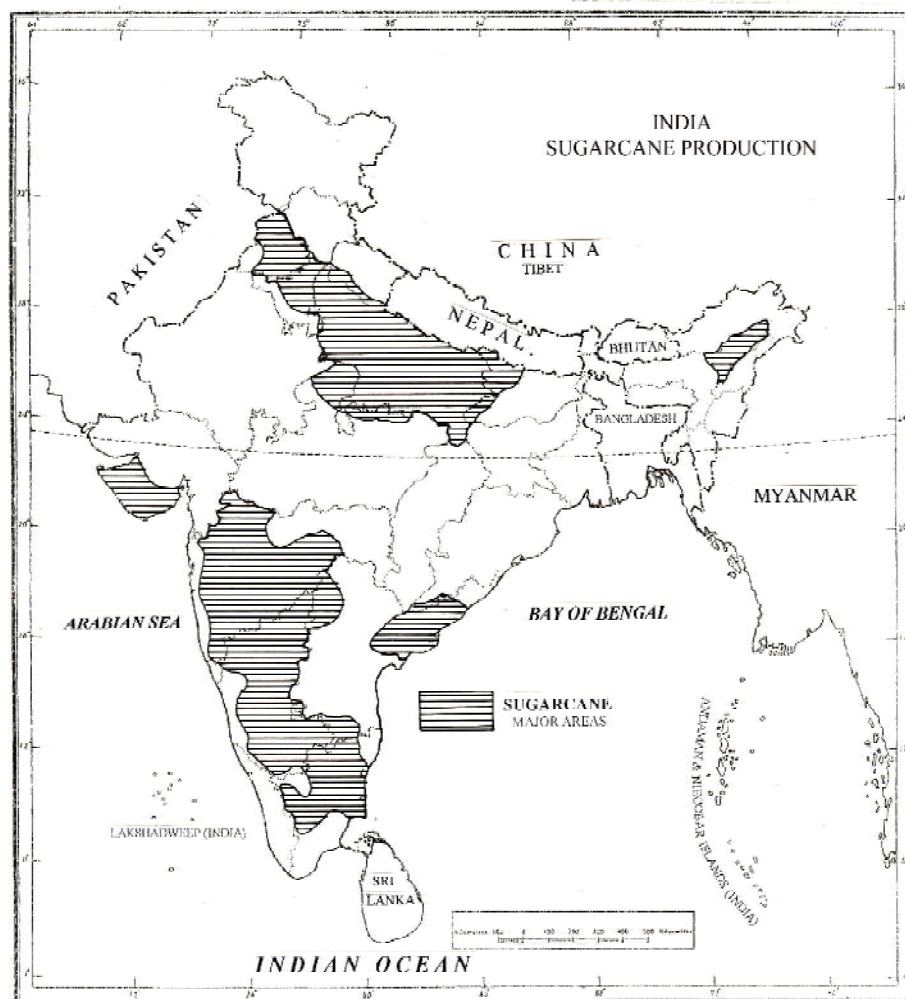 INDIA
SUGARCANE PRODUCTION
PAKISTAN
CHINA
TIBET
NEPAL
BHUTAN
BANGLADESH
MYANMAR
ARABIAN SEA
BAY OF BENGAL
SUGARCANE
MAJOR AREAS
ANDAMAN & NICOBAR ISLANDS (INDIA)
LAKSHADWEEP (INDIA)
SRI
LANKA
INDIAN OCEAN